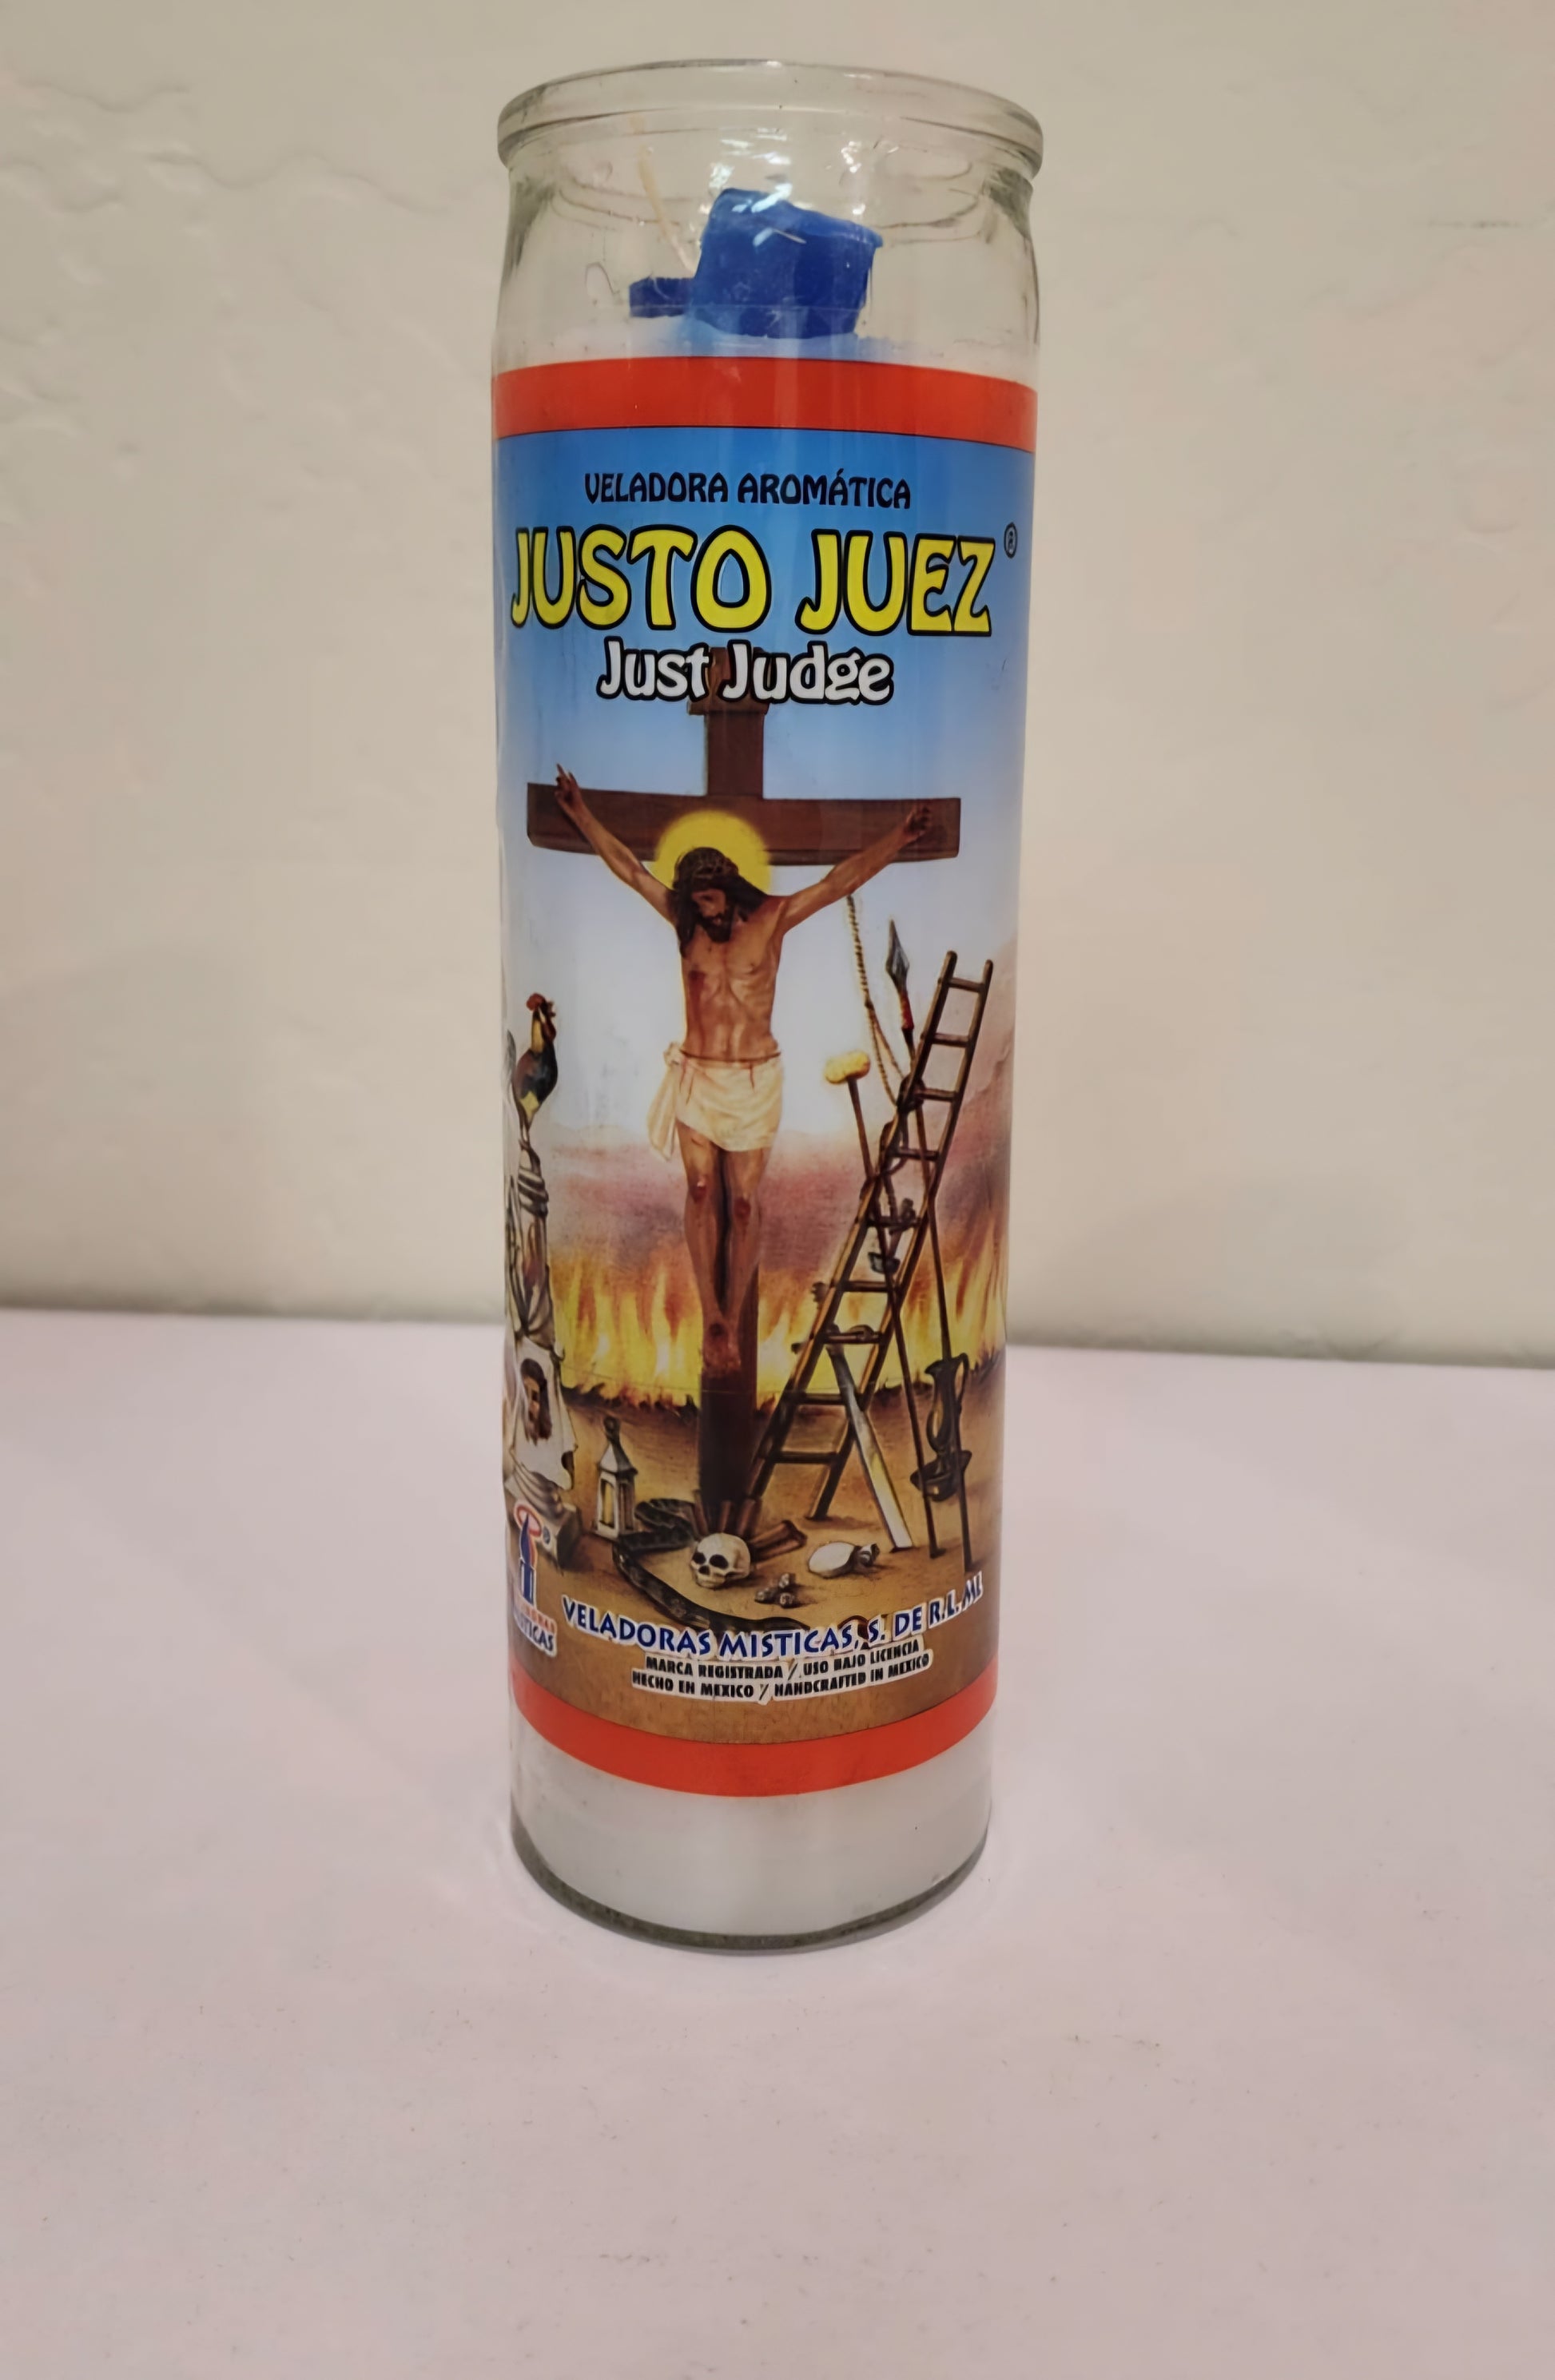 VELADORA AROMÁTICA
JUSTO JUEZ ®
Just Judge
®
VELADORAS MISTICAS, S. DE R.L. MI
MARCA REGISTRADA / USO BAJO LICENCIA
HECHO EN MEXICO / HANDCRAFTED IN MEXICO